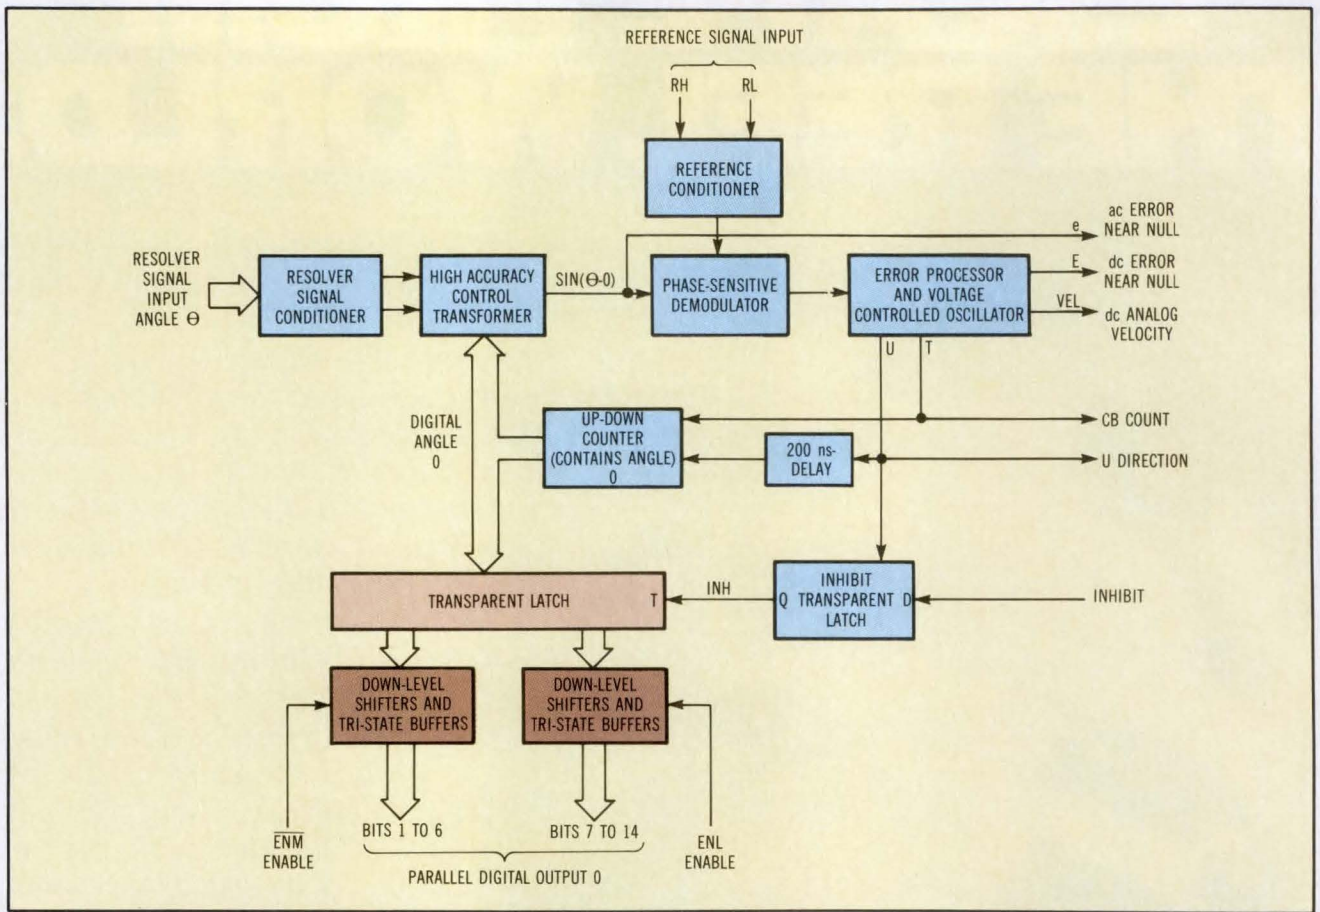 REFERENCE SIGNAL INPUT
RH
RL
REFERENCE
CONDITIONER
e
ac ERROR
NEAR NULL
RESOLVER
SIGNAL
INPUT
ANGLE Θ
RESOLVER
SIGNAL
CONDITIONER
HIGH ACCURACY
CONTROL
TRANSFORMER
SIN(Θ-0)
PHASE-SENSITIVE
DEMODULATOR
ERROR PROCESSOR
AND VOLTAGE
CONTROLLED OSCILLATOR
E
dc ERROR
NEAR NULL
VEL
dc ANALOG
VELOCITY
U
T
DIGITAL
ANGLE
0
UP-DOWN
COUNTER
(CONTAINS ANGLE)
0
200 ns-
DELAY
CB COUNT
U DIRECTION
TRANSPARENT LATCH
T
INH
INHIBIT
Q TRANSPARENT D
LATCH
INHIBIT
DOWN-LEVEL
SHIFTERS AND
TRI-STATE BUFFERS
DOWN-LEVEL
SHIFTERS AND
TRI-STATE BUFFERS
E̅N̅M̅
ENABLE
BITS 1 TO 6
BITS 7 TO 14
ENL
ENABLE
PARALLEL DIGITAL OUTPUT 0